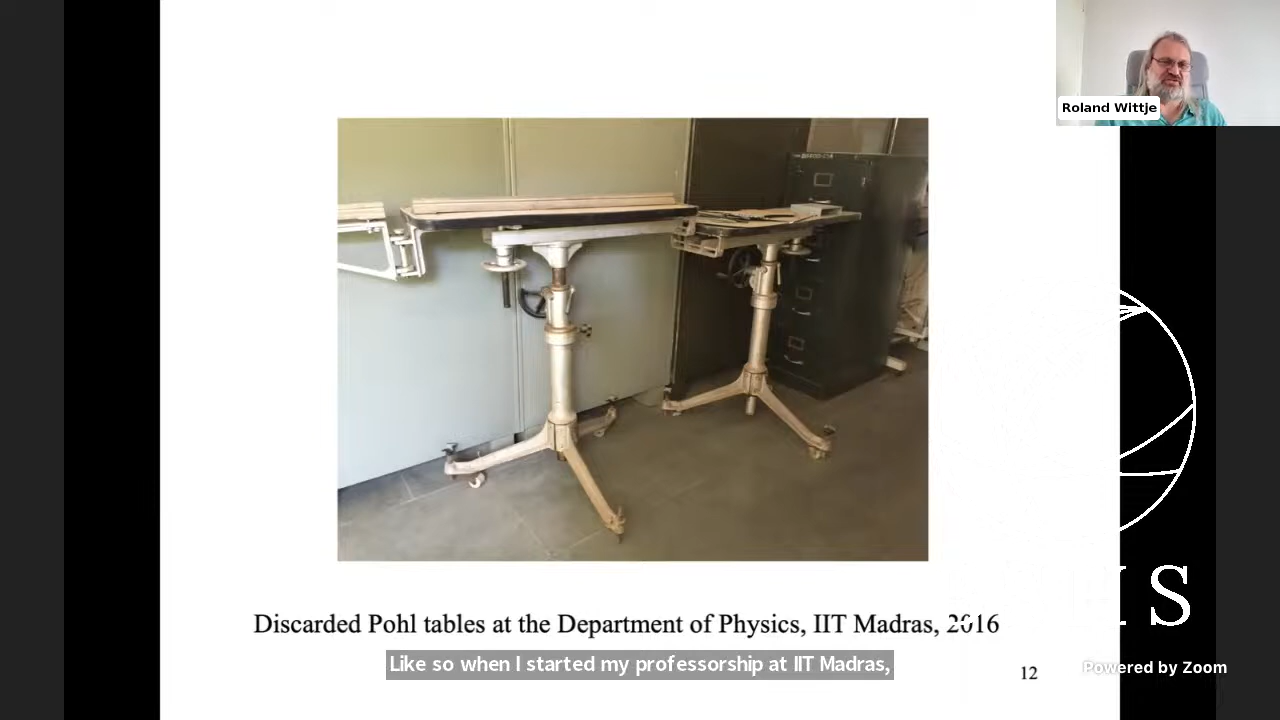 Roland Wittje
Discarded Pohl tables at the Department of Physics, IIT Madras, 2016
Like so when I started my professorship at IIT Madras,
12
S
Powered by Zoom